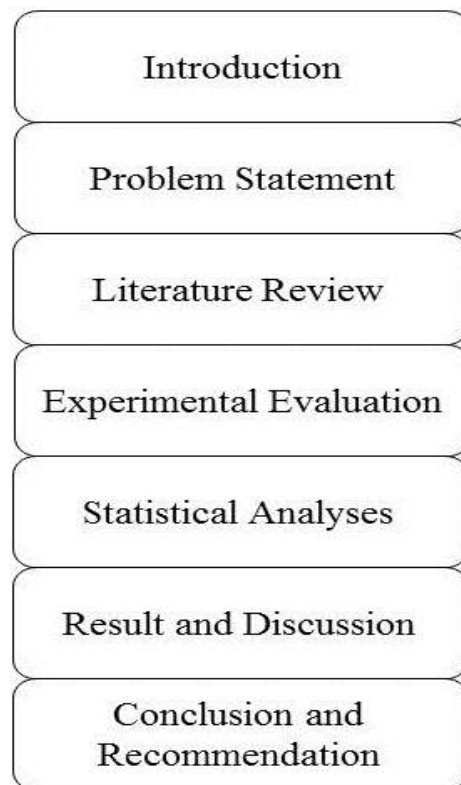 Introduction
Problem Statement
Literature Review
Experimental Evaluation
Statistical Analyses
Result and Discussion
Conclusion and
Recommendation